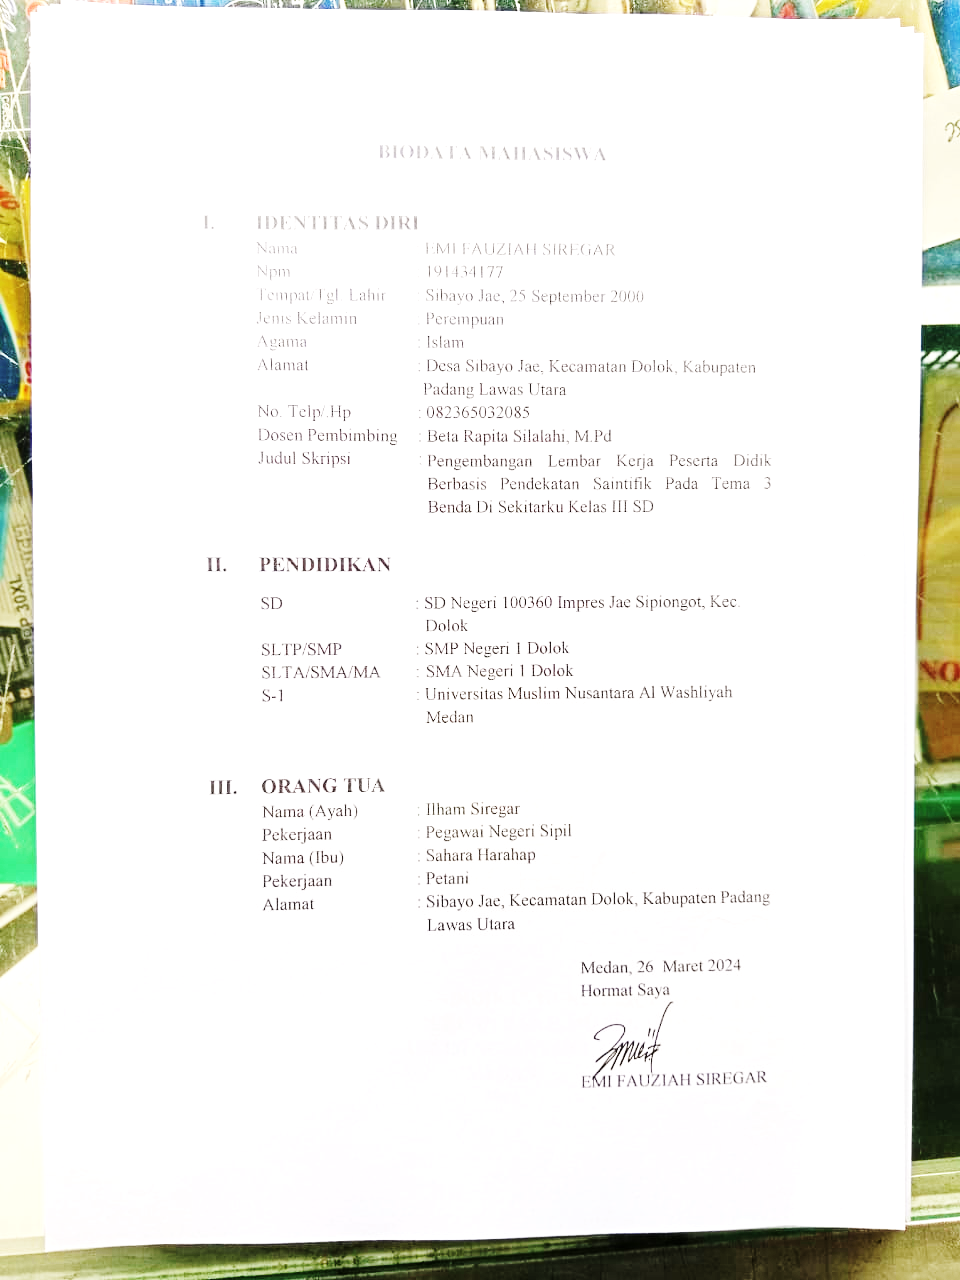 BIODATA MAHASISWA
I. IDENTITAS DIRI
Nama EMI FAUZIAH SIREGAR
Npm 191434177
Tempat/Tgl. Lahir Sibayo Jae, 25 September 2000
Jenis Kelamin : Perempuan
Agama : Islam
Alamat : Desa Sibayo Jae, Kecamatan Dolok, Kabupaten
Padang Lawas Utara
No. Telp/.Hp : 082365032085
Dosen Pembimbing : Beta Rapita Silalahi, M.Pd
Judul Skripsi : Pengembangan Lembar Kerja Peserta Didik
Berbasis Pendekatan Saintifik Pada Tema 3
Benda Di Sekitarku Kelas III SD
II. PENDIDIKAN
SD : SD Negeri 100360 Impres Jae Sipiongot, Kec.
Dolok
SLTP/SMP : SMP Negeri 1 Dolok
SLTA/SMA/MA : SMA Negeri 1 Dolok
S-1 : Universitas Muslim Nusantara Al Washliyah
Medan
III. ORANG TUA
Nama (Ayah) : Ilham Siregar
Pekerjaan : Pegawai Negeri Sipil
Nama (Ibu) : Sahara Harahap
Pekerjaan : Petani
Alamat : Sibayo Jae, Kecamatan Dolok, Kabupaten Padang
Lawas Utara
Medan, 26 Maret 2024
Hormat Saya
EMI FAUZIAH SIREGAR
30XL
NO